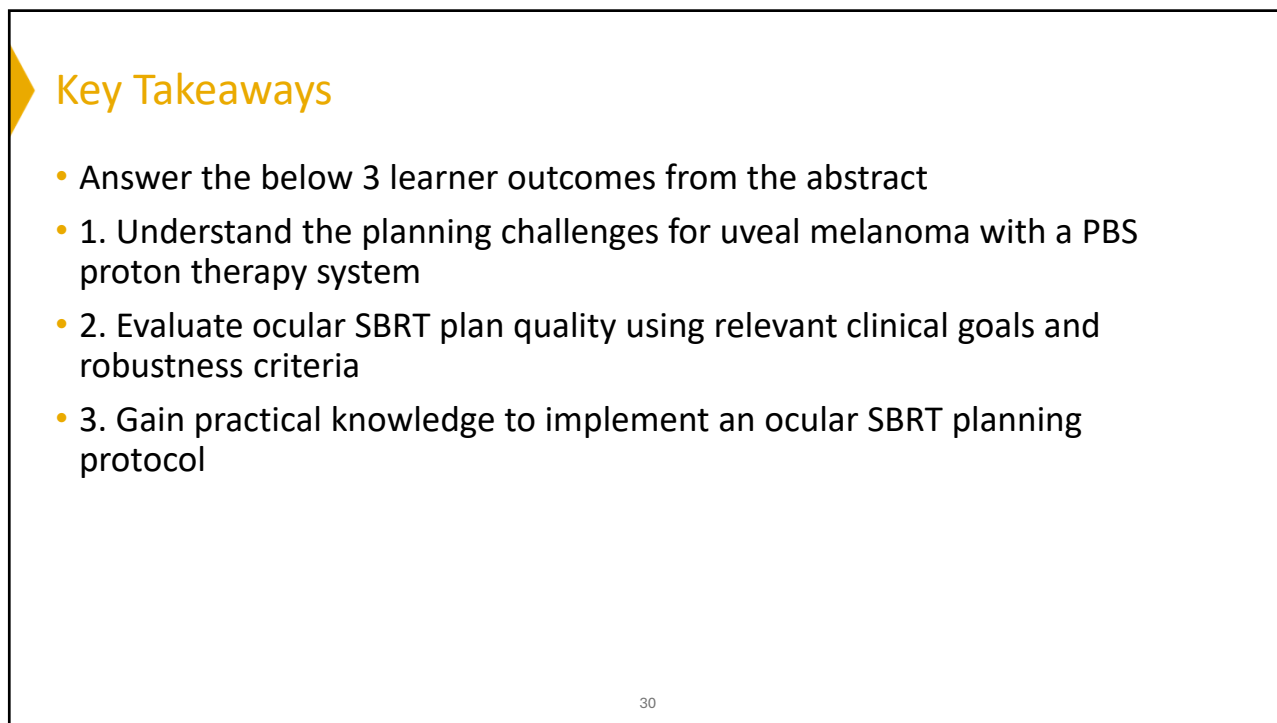 Key Takeaways
• Answer the below 3 learner outcomes from the abstract
• 1. Understand the planning challenges for uveal melanoma with a PBS
proton therapy system
• 2. Evaluate ocular SBRT plan quality using relevant clinical goals and
robustness criteria
• 3. Gain practical knowledge to implement an ocular SBRT planning
protocol
30